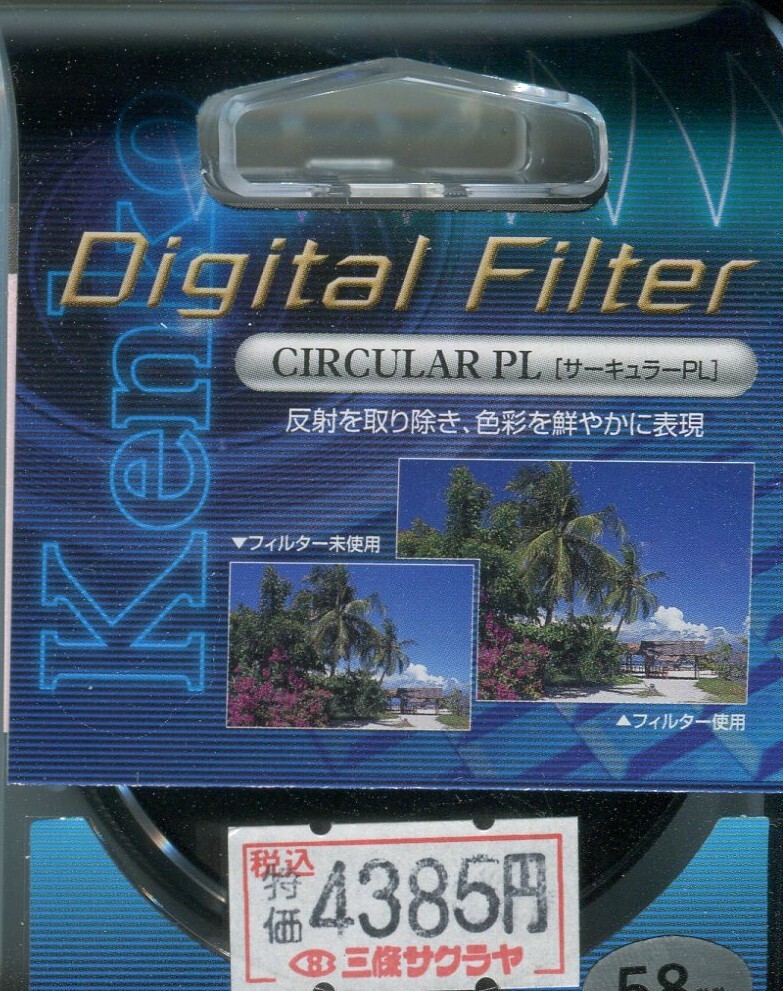 Kenko
Digital Filter
CIRCULAR PL [サーキュラーPL]
反射を取り除き、色彩を鮮やかに表現
▼フィルター未使用
▲フィルター使用
税込
特価 4385円
三條サクラヤ
58mm